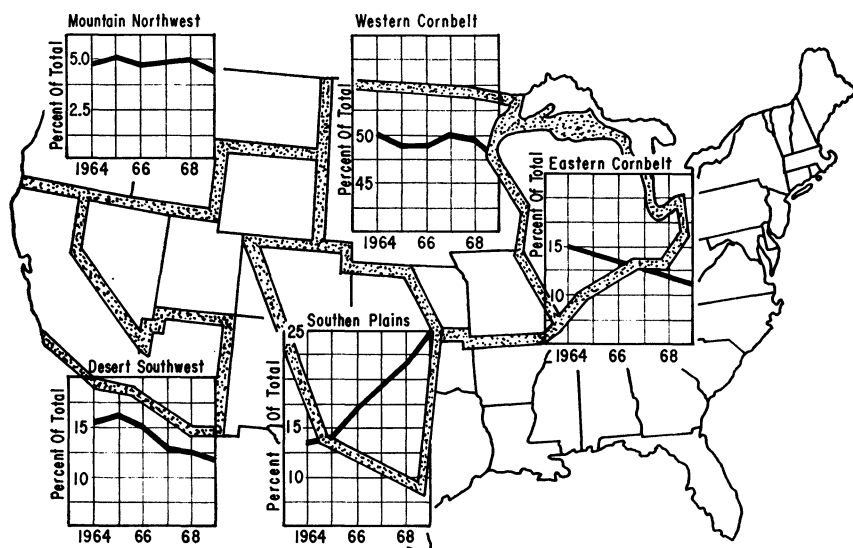 Mountain Northwest
Percent Of Total
5.0
2.5
1964 66 68
Western Cornbelt
Percent Of Total
50
45
1964 66 68
Eastern Cornbelt
Percent Of Total
15
10
1964 66 68
Desert Southwest
Percent Of Total
15
10
1964 66 68
Southen Plains
Percent Of Total
25
15
10
1964 66 68